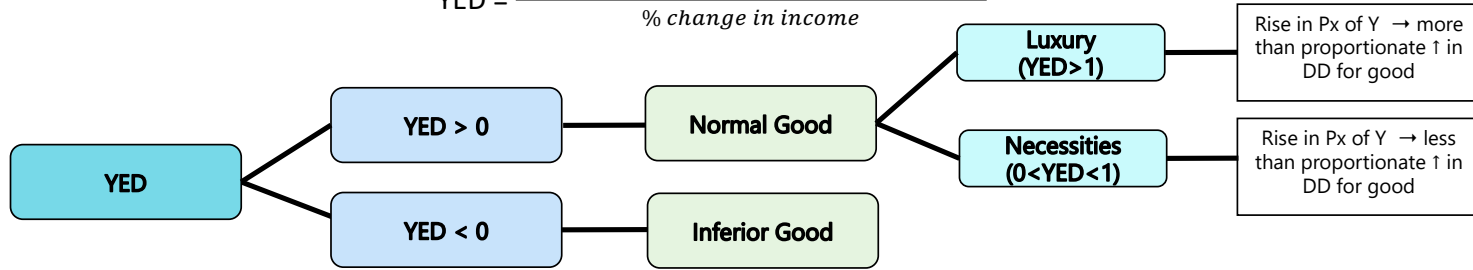 YED =
% change in income
Luxury
(YED>1)
Rise in Px of Y → more
than proportionate ↑ in
DD for good
YED > 0
Normal Good
Necessities
(0<YED<1)
Rise in Px of Y → less
than proportionate ↑ in
DD for good
YED
YED < 0
Inferior Good